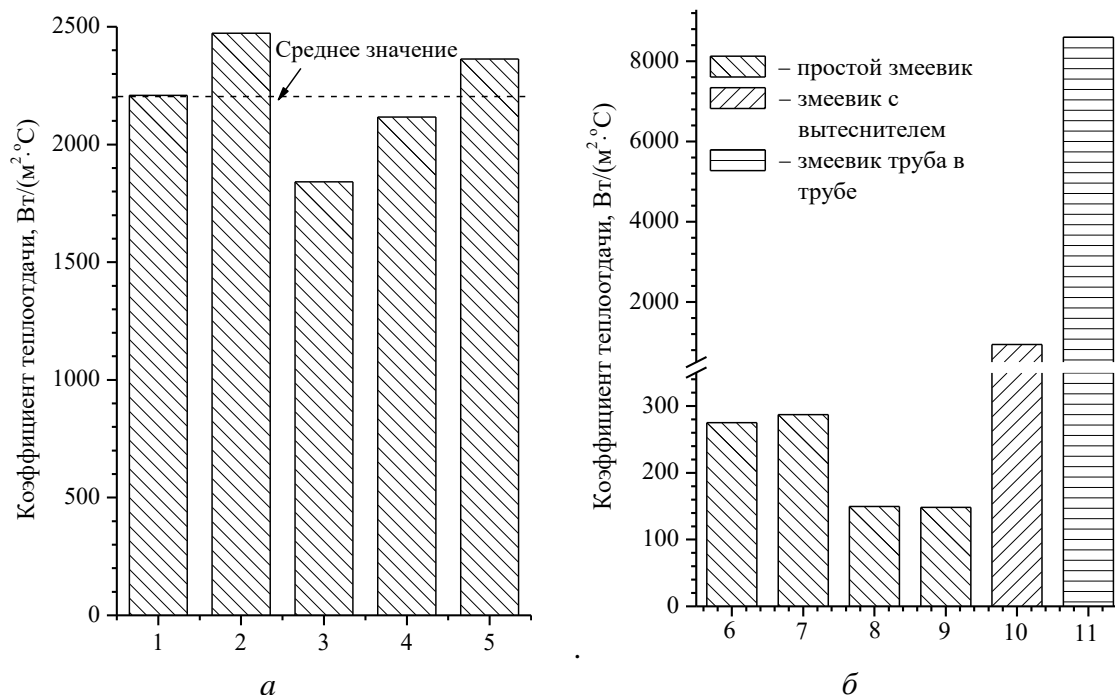 Коэффициент теплоотдачи, Вт/(м²·°С)
2500
2000
1500
1000
500
0
Среднее значение
1 2 3 4 5
а
Коэффициент теплоотдачи, Вт/(м²·°С)
8000
6000
4000
2000
300
200
100
0
– простой змеевик
– змеевик с
вытеснителем
– змеевик труба в
трубе
6 7 8 9 10 11
.
б